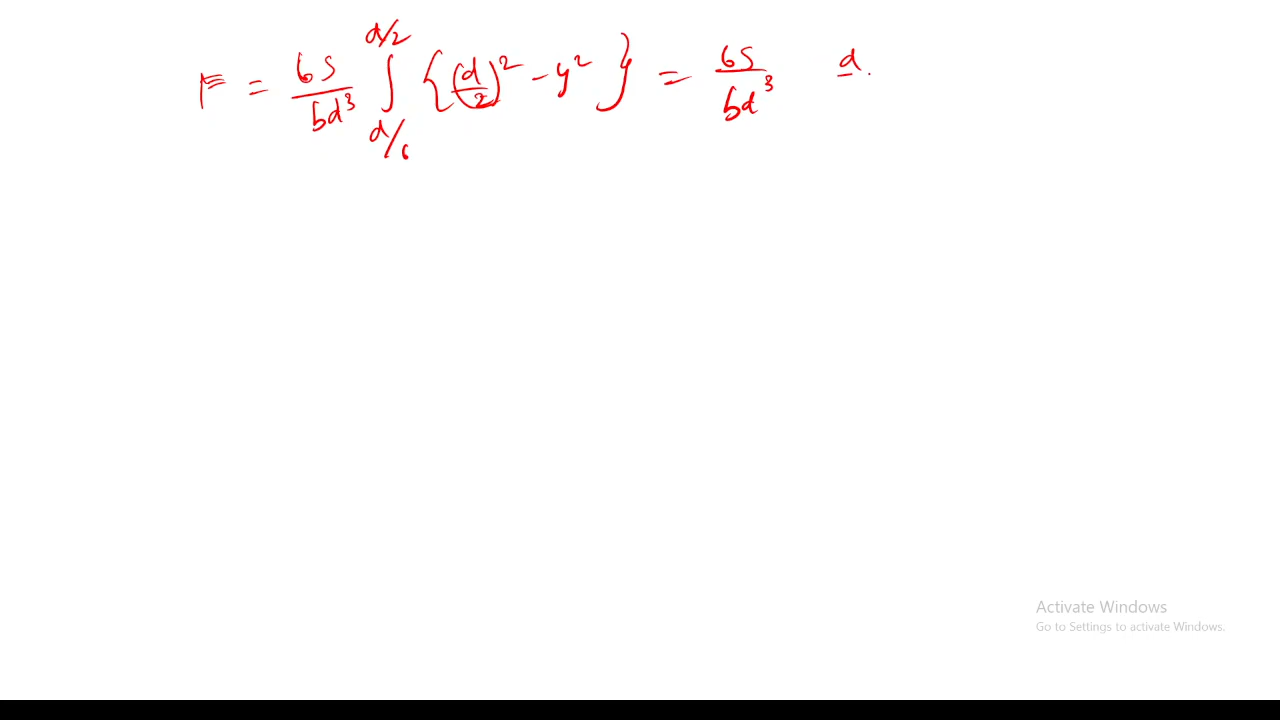 F = 6S/bd³ ∫_{d/6}^{d/2} {(d/2)² - y²} = 6S/bd³ d
Activate Windows
Go to Settings to activate Windows.